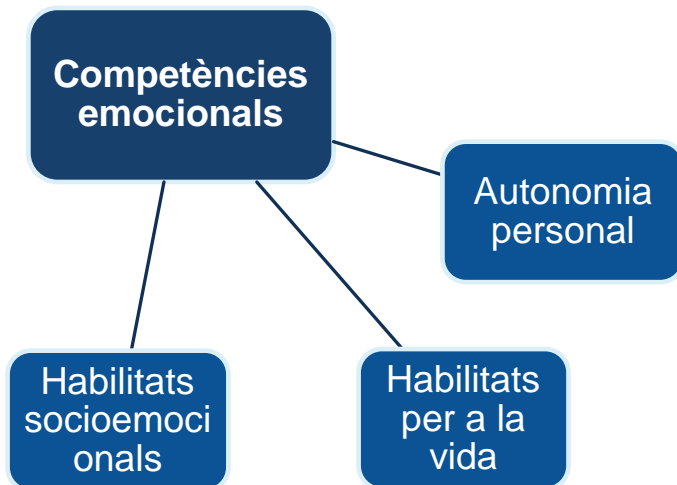 Competències
emocionals
Autonomia
personal
Habilitats
socioemoci
onals
Habilitats
per a la
vida